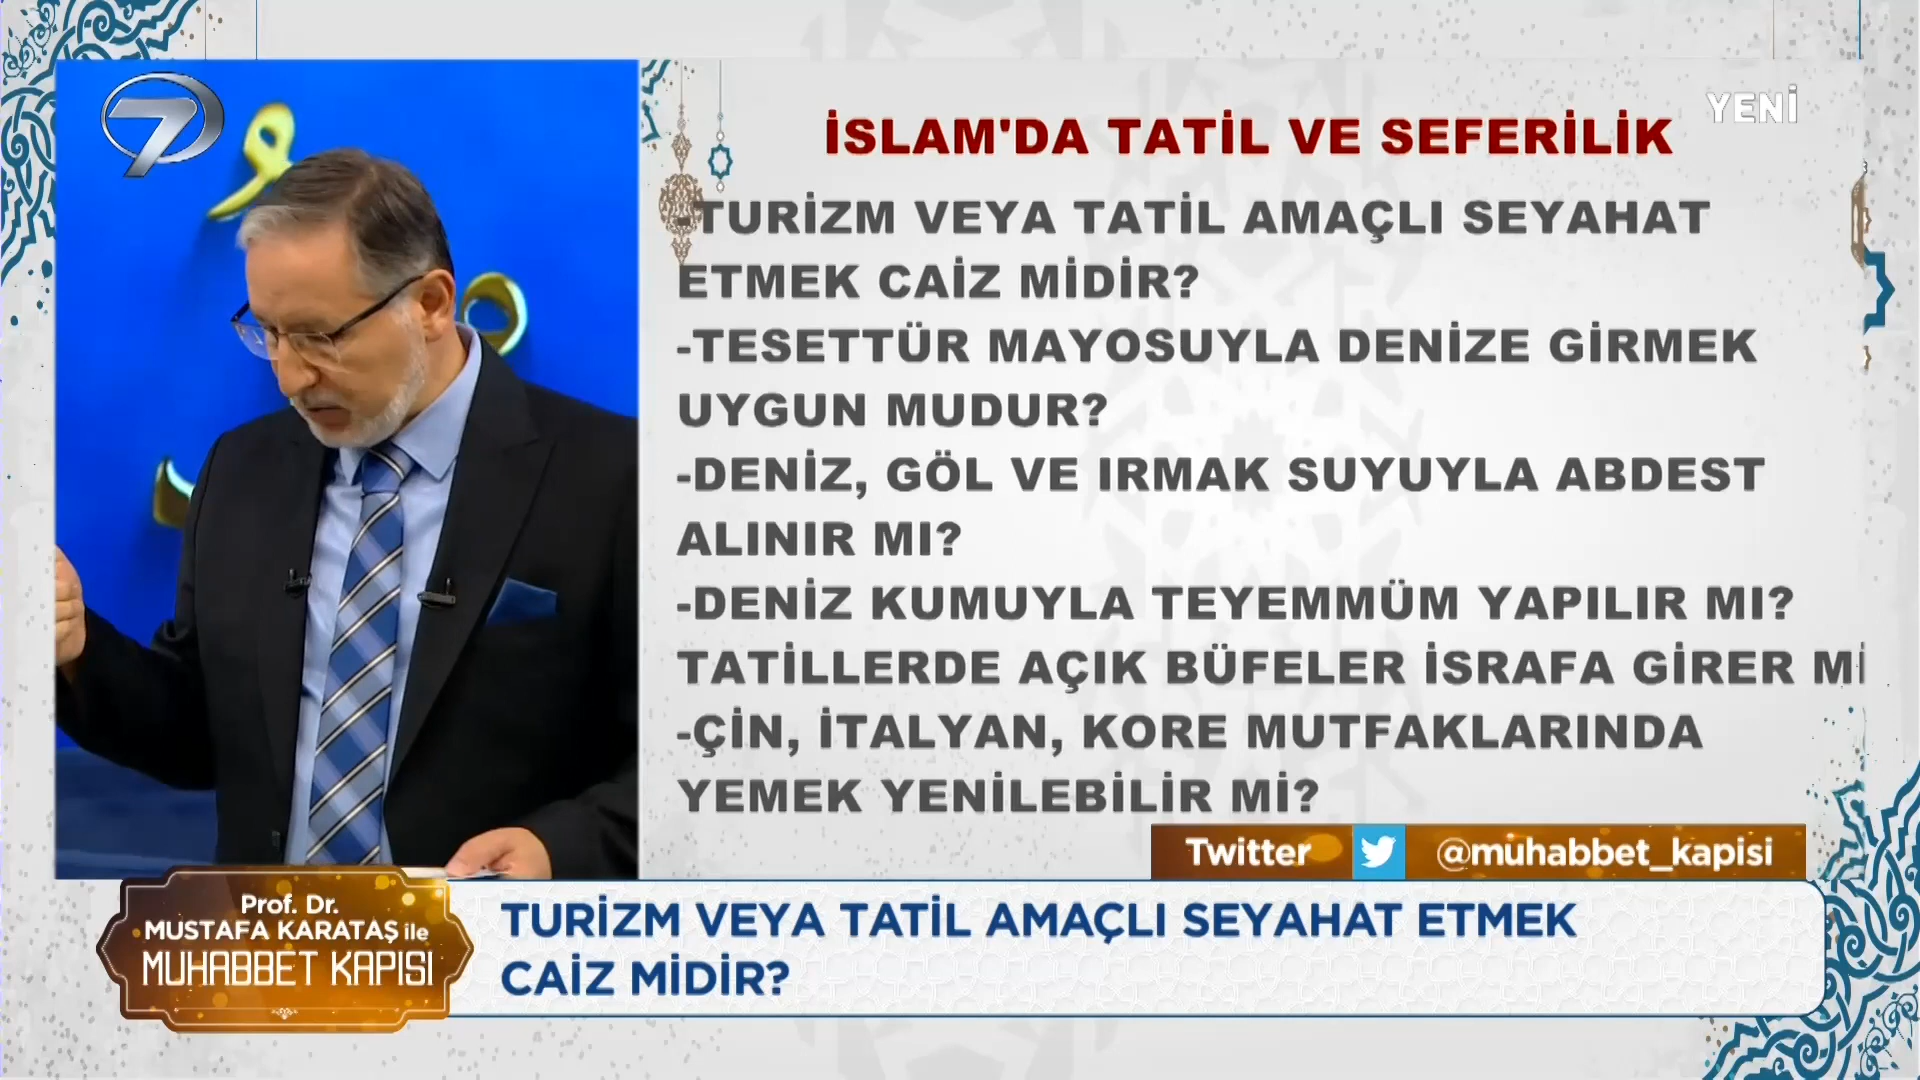 7
YENİ
İSLAM'DA TATİL VE SEFERİLİK
-TURİZM VEYA TATİL AMAÇLI SEYAHAT
ETMEK CAİZ MİDİR?
-TESETTÜR MAYOSUYLA DENİZE GİRMEK
UYGUN MUDUR?
-DENİZ, GÖL VE IRMAK SUYUYLA ABDEST
ALINIR MI?
-DENİZ KUMUYLA TEYEMMÜM YAPILIR MI?
TATİLLERDE AÇIK BÜFELER İSRAFA GİRER Mİ
-ÇİN, İTALYAN, KORE MUTFAKLARINDA
YEMEK YENİLEBİLİR Mİ?
Twitter @muhabbet_kapisi
Prof. Dr.
MUSTAFA KARATAŞ ile
MUHABBET KAPISI
TURİZM VEYA TATİL AMAÇLI SEYAHAT ETMEK
CAİZ MİDİR?